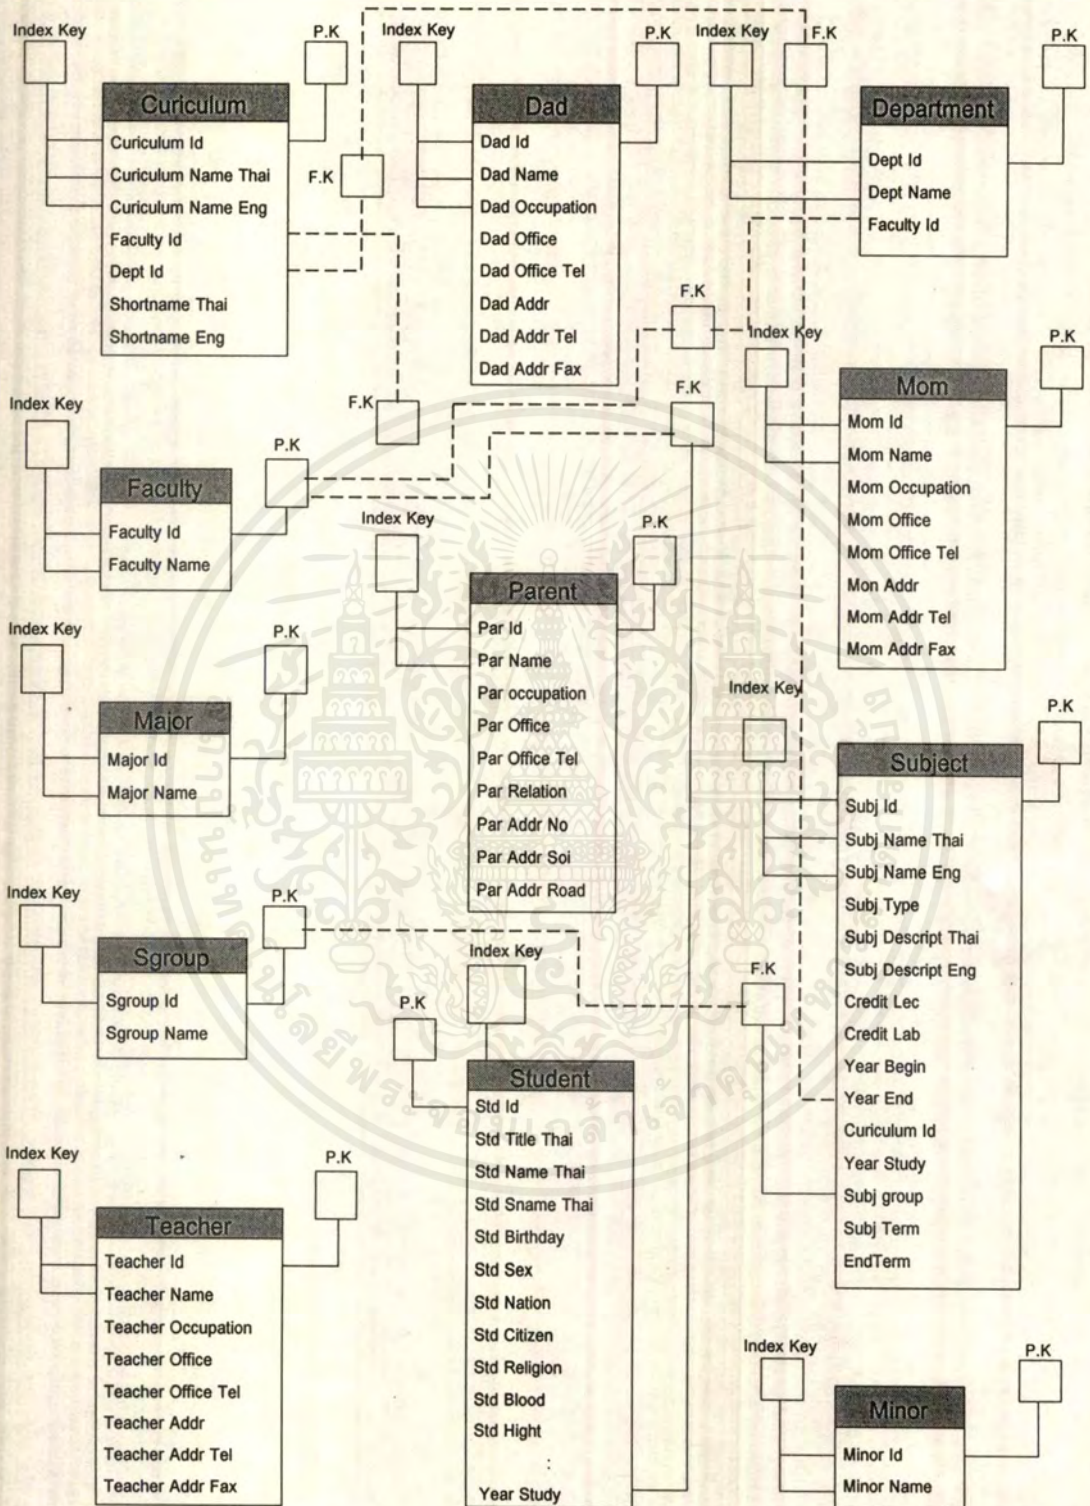 Index Key
P.K
Curiculum
Curiculum Id
Curiculum Name Thai
Curiculum Name Eng
Faculty Id
Dept Id
Shortname Thai
Shortname Eng
F.K
Index Key
P.K
Dad
Dad Id
Dad Name
Dad Occupation
Dad Office
Dad Office Tel
Dad Addr
Dad Addr Tel
Dad Addr Fax
Index Key
F.K
P.K
Department
Dept Id
Dept Name
Faculty Id
F.K
F.K
F.K
Index Key
P.K
Mom
Mom Id
Mom Name
Mom Occupation
Mom Office
Mom Office Tel
Mon Addr
Mom Addr Tel
Mom Addr Fax
Index Key
P.K
Faculty
Faculty Id
Faculty Name
Index Key
P.K
Parent
Par Id
Par Name
Par occupation
Par Office
Par Office Tel
Par Relation
Par Addr No
Par Addr Soi
Par Addr Road
Index Key
P.K
Major
Major Id
Major Name
Index Key
P.K
Subject
Subj Id
Subj Name Thai
Subj Name Eng
Subj Type
Subj Descript Thai
Subj Descript Eng
Credit Lec
Credit Lab
Year Begin
Year End
Curiculum Id
Year Study
Subj group
Subj Term
EndTerm
F.K
Index Key
P.K
Sgroup
Sgroup Id
Sgroup Name
Index Key
P.K
Student
Std Id
Std Title Thai
Std Name Thai
Std Sname Thai
Std Birthday
Std Sex
Std Nation
Std Citizen
Std Religion
Std Blood
Std Hight
:
Year Study
Index Key
P.K
Teacher
Teacher Id
Teacher Name
Teacher Occupation
Teacher Office
Teacher Office Tel
Teacher Addr
Teacher Addr Tel
Teacher Addr Fax
Index Key
P.K
Minor
Minor Id
Minor Name